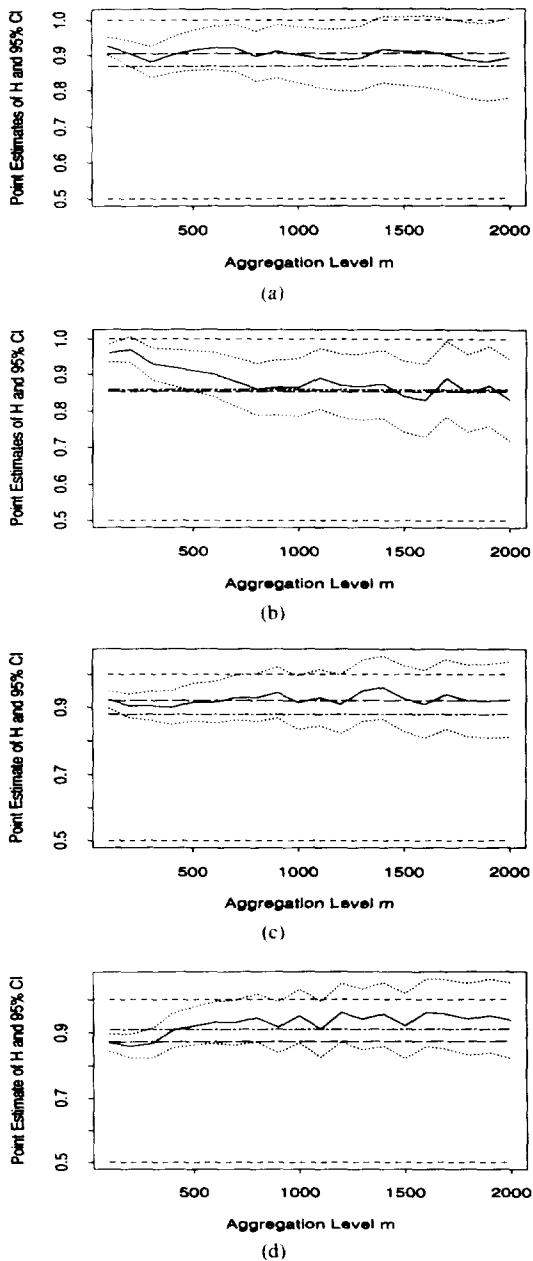 Point Estimates of H and 95% CI
1.0
0.9
0.8
0.7
0.6
0.5
500 1000 1500 2000
Aggregation Level m
(a)
Point Estimates of H and 95% CI
1.0
0.9
0.8
0.7
0.6
0.5
500 1000 1500 2000
Aggregation Level m
(b)
Point Estimate of H and 95% CI
0.9
0.7
0.5
500 1000 1500 2000
Aggregation Level m
(c)
Point Estimate of H and 95% CI
0.9
0.7
0.5
500 1000 1500 2000
Aggregation Level m
(d)